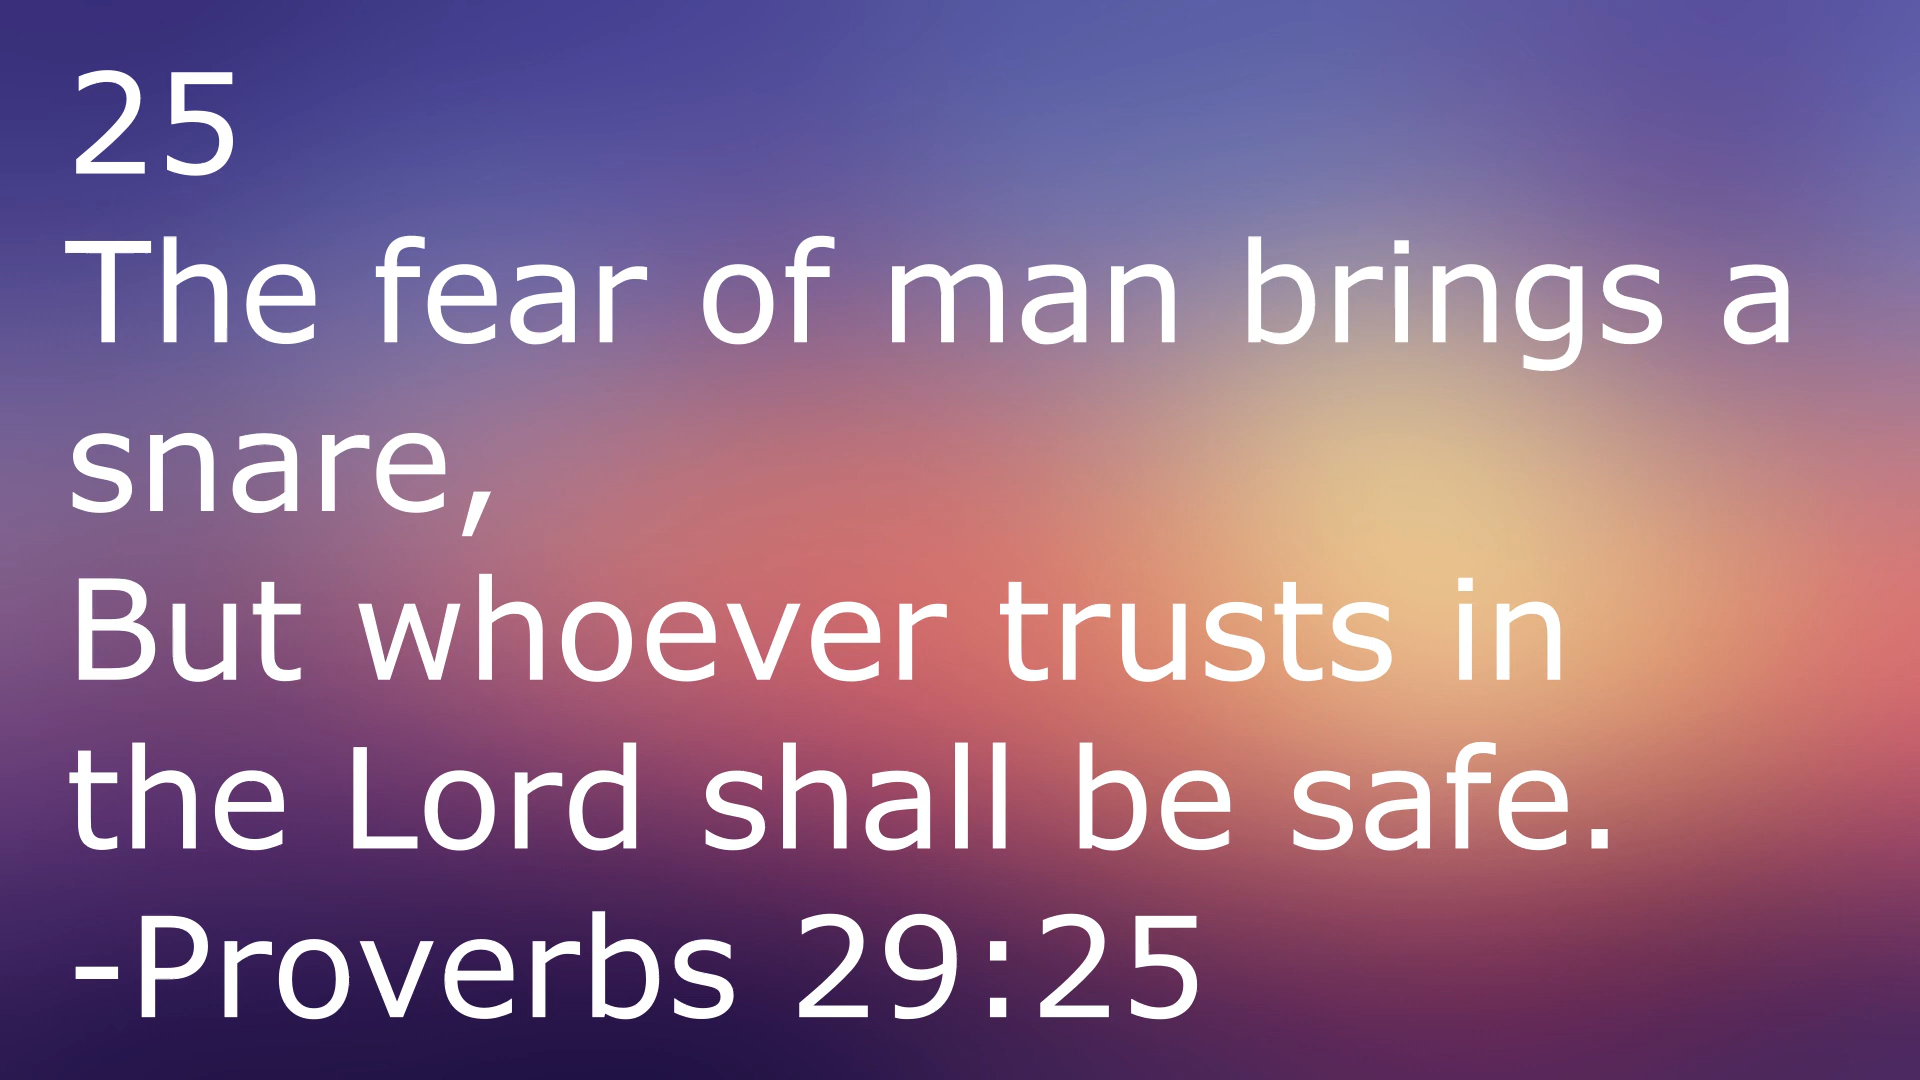 25
The fear of man brings a
snare,
But whoever trusts in
the Lord shall be safe.
-Proverbs 29:25